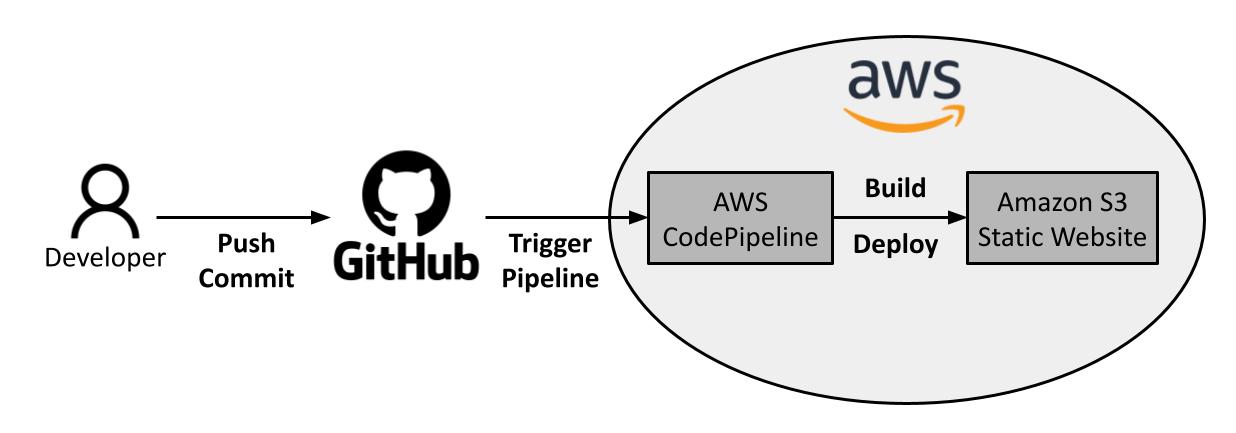 aws
Developer
Push
Commit
GitHub
Trigger
Pipeline
AWS
CodePipeline
Build
Deploy
Amazon S3
Static Website